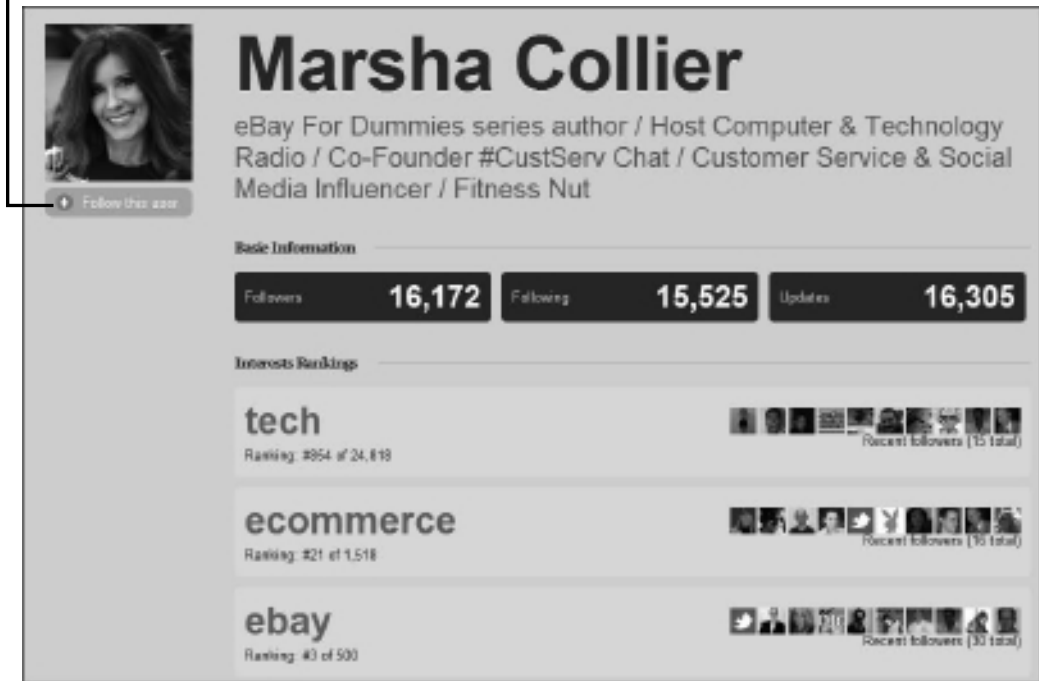 Marsha Collier
eBay For Dummies series author / Host Computer & Technology
Radio / Co-Founder #CustServ Chat / Customer Service & Social
Media Influencer / Fitness Nut
Follow this user
Basic Information
Followers 16,172 Following 15,525 Updates 16,305
Interests Rankings
tech
Recent followers (15 total)
Ranking: #854 of 24,818
ecommerce
Recent followers (16 total)
Ranking: #21 of 1,518
ebay
Recent followers (30 total)
Ranking: #3 of 500